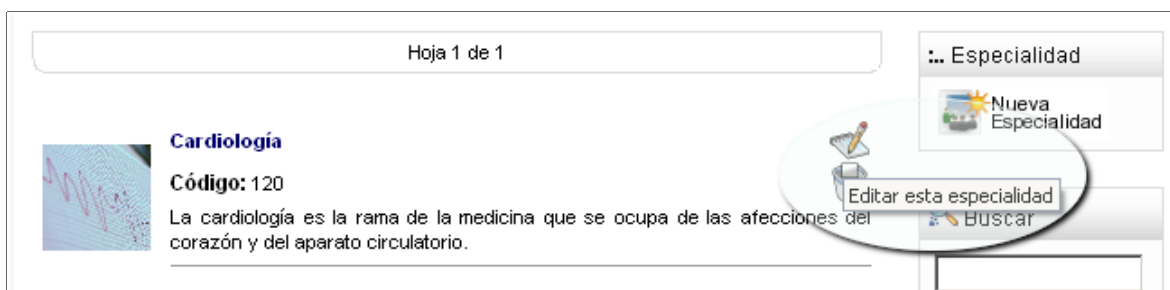 Hoja 1 de 1
Cardiología
Código: 120
La cardiología es la rama de la medicina que se ocupa de las afecciones del
corazón y del aparato circulatorio.
:.. Especialidad
Nueva
Especialidad
Editar esta especialidad
Buscar